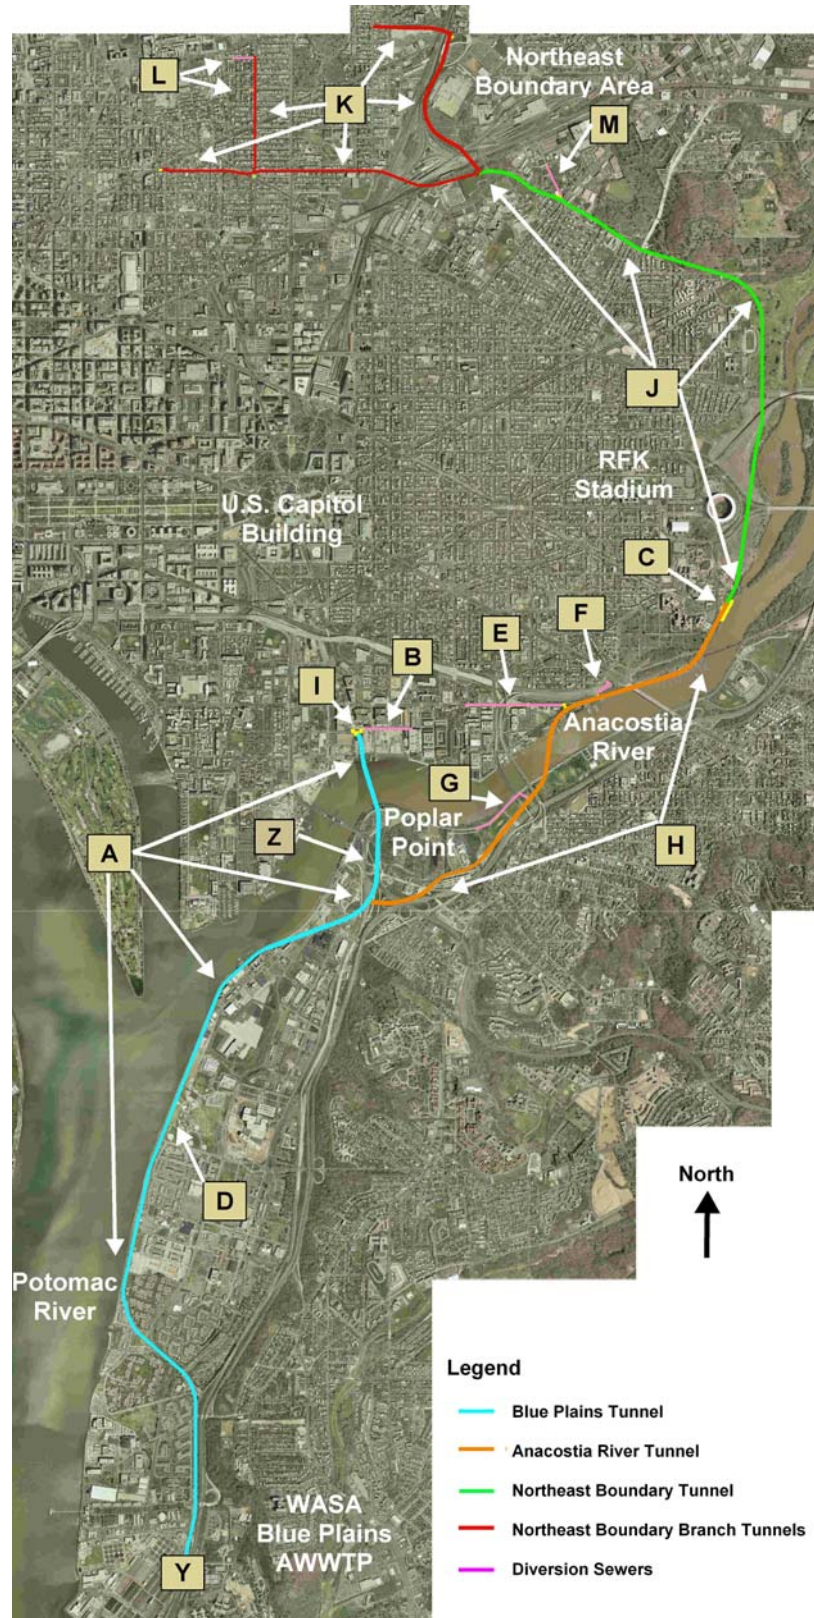 Northeast
Boundary Area
L
K
M
J
RFK
Stadium
U.S. Capitol
Building
C
F
E
B
I
Anacostia
River
G
Poplar
Point
Z
A
H
North
D
Potomac
River
Legend
Blue Plains Tunnel
Anacostia River Tunnel
Northeast Boundary Tunnel
WASA
Blue Plains
AWWTP
Northeast Boundary Branch Tunnels
Y
Diversion Sewers